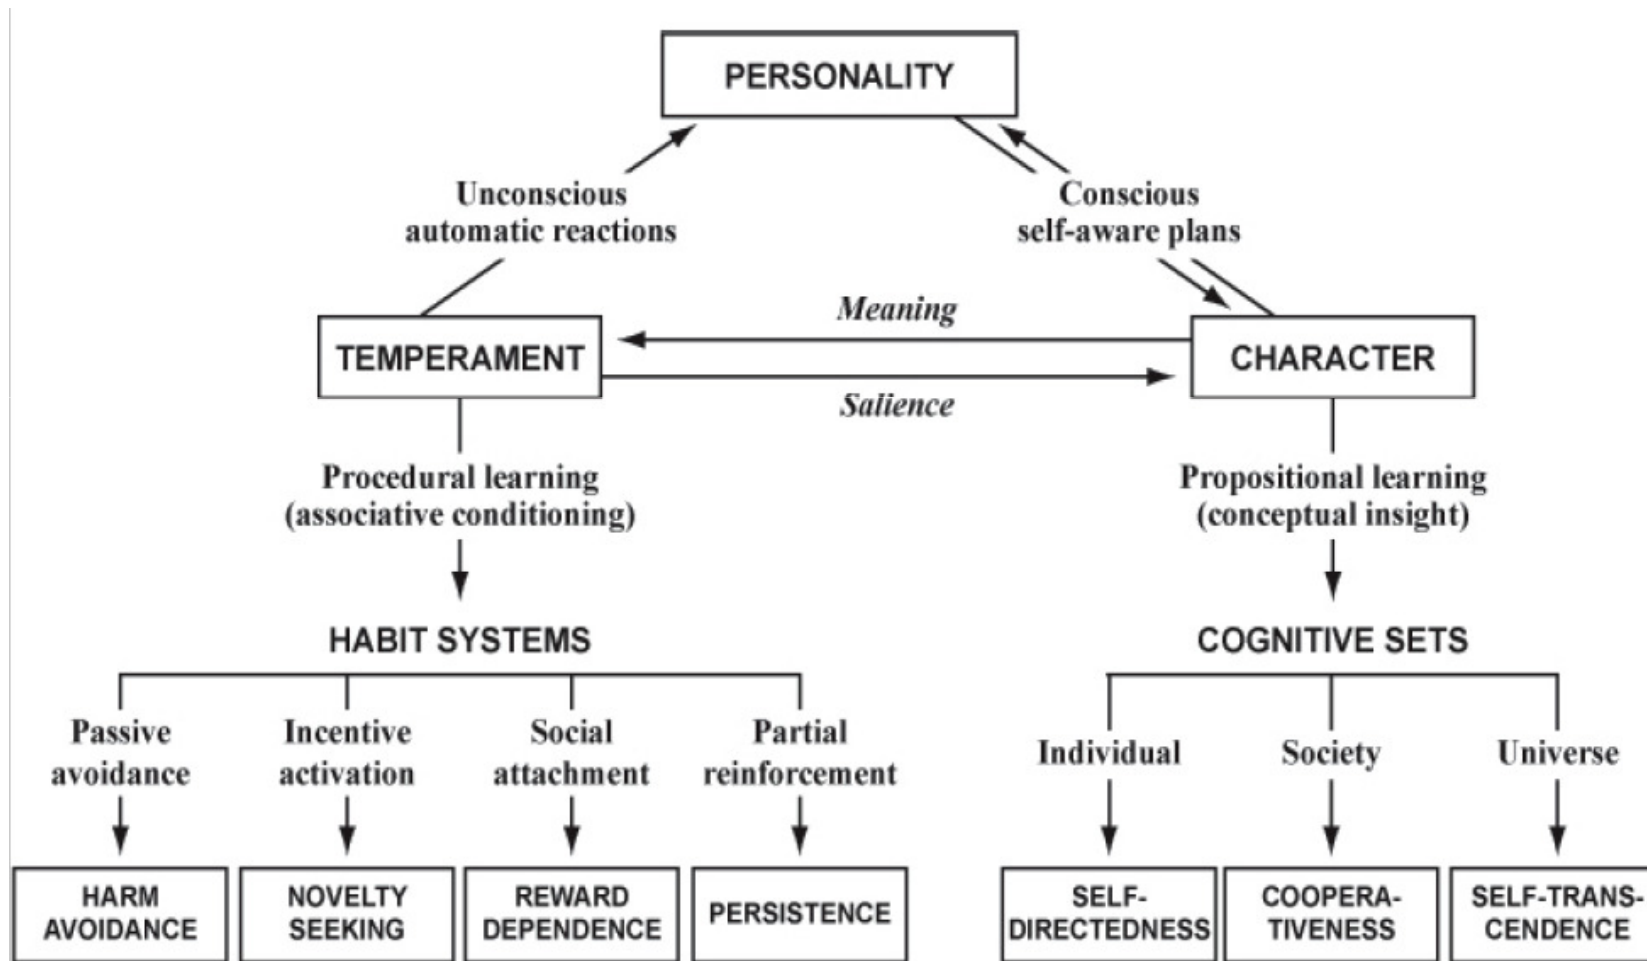 PERSONALITY
Unconscious
automatic reactions
Conscious
self-aware plans
Meaning
TEMPERAMENT
CHARACTER
Salience
Procedural learning
(associative conditioning)
Propositional learning
(conceptual insight)
HABIT SYSTEMS
COGNITIVE SETS
Passive
avoidance
Incentive
activation
Social
attachment
Partial
reinforcement
Individual
Society
Universe
HARM
AVOIDANCE
NOVELTY
SEEKING
REWARD
DEPENDENCE
PERSISTENCE
SELF-
DIRECTEDNESS
COOPERA-
TIVENESS
SELF-TRANS-
CENDENCE